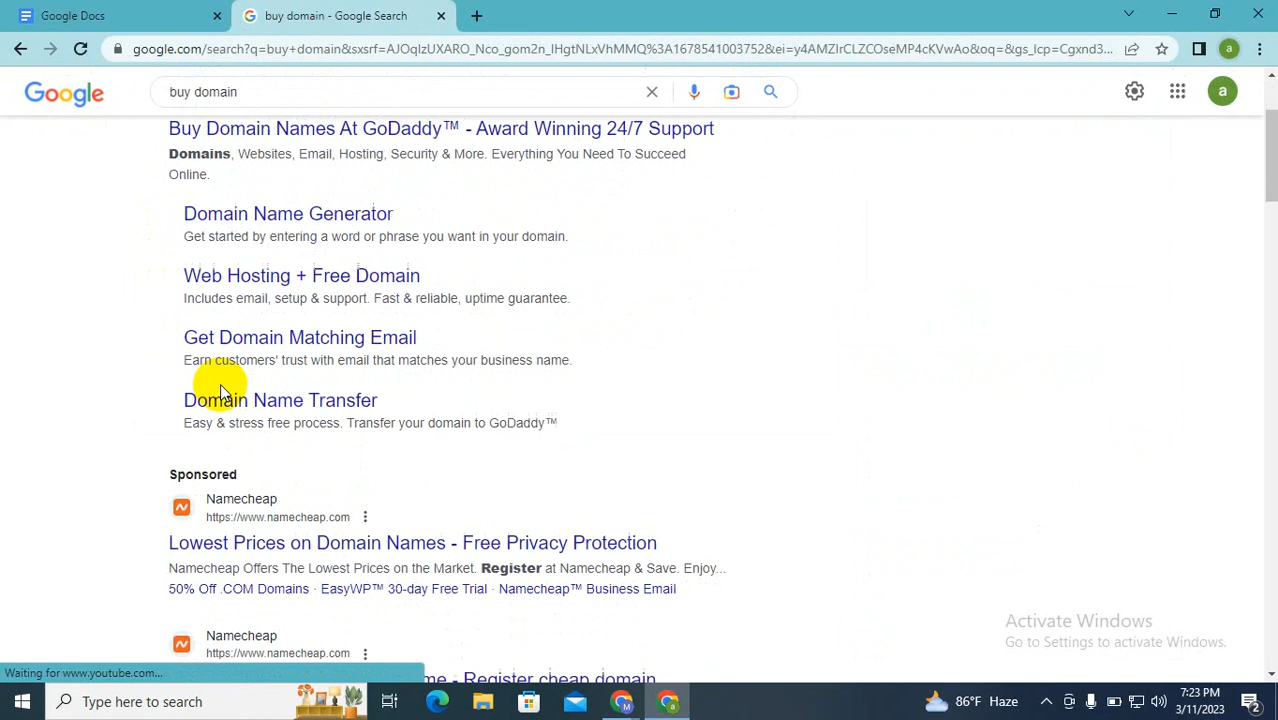 Google Docs
buy domain - Google Search
google.com/search?q=buy+domain&sxsrf=AJOqlzUXARO_Nco_gom2n_lHgtNLxVhMMQ%3A1678541003752&ei=y4AMZIrCLZCOseMP4cKVwAo&oq=&gs_lcp=Cgxnd3...
a
Google
buy domain
a
Buy Domain Names At GoDaddy™ - Award Winning 24/7 Support
Domains, Websites, Email, Hosting, Security & More. Everything You Need To Succeed
Online.
Domain Name Generator
Get started by entering a word or phrase you want in your domain.
Web Hosting + Free Domain
Includes email, setup & support. Fast & reliable, uptime guarantee.
Get Domain Matching Email
Earn customers' trust with email that matches your business name.
Domain Name Transfer
Easy & stress free process. Transfer your domain to GoDaddy™
Sponsored
Namecheap
https://www.namecheap.com
Lowest Prices on Domain Names - Free Privacy Protection
Namecheap Offers The Lowest Prices on the Market. Register at Namecheap & Save. Enjoy...
50% Off .COM Domains · EasyWP™ 30-day Free Trial · Namecheap™ Business Email
Namecheap
https://www.namecheap.com
me - Register cheap domain
Activate Windows
Go to Settings to activate Windows.
Waiting for www.youtube.com...
Type here to search
86°F Haze
7:23 PM
3/11/2023
2